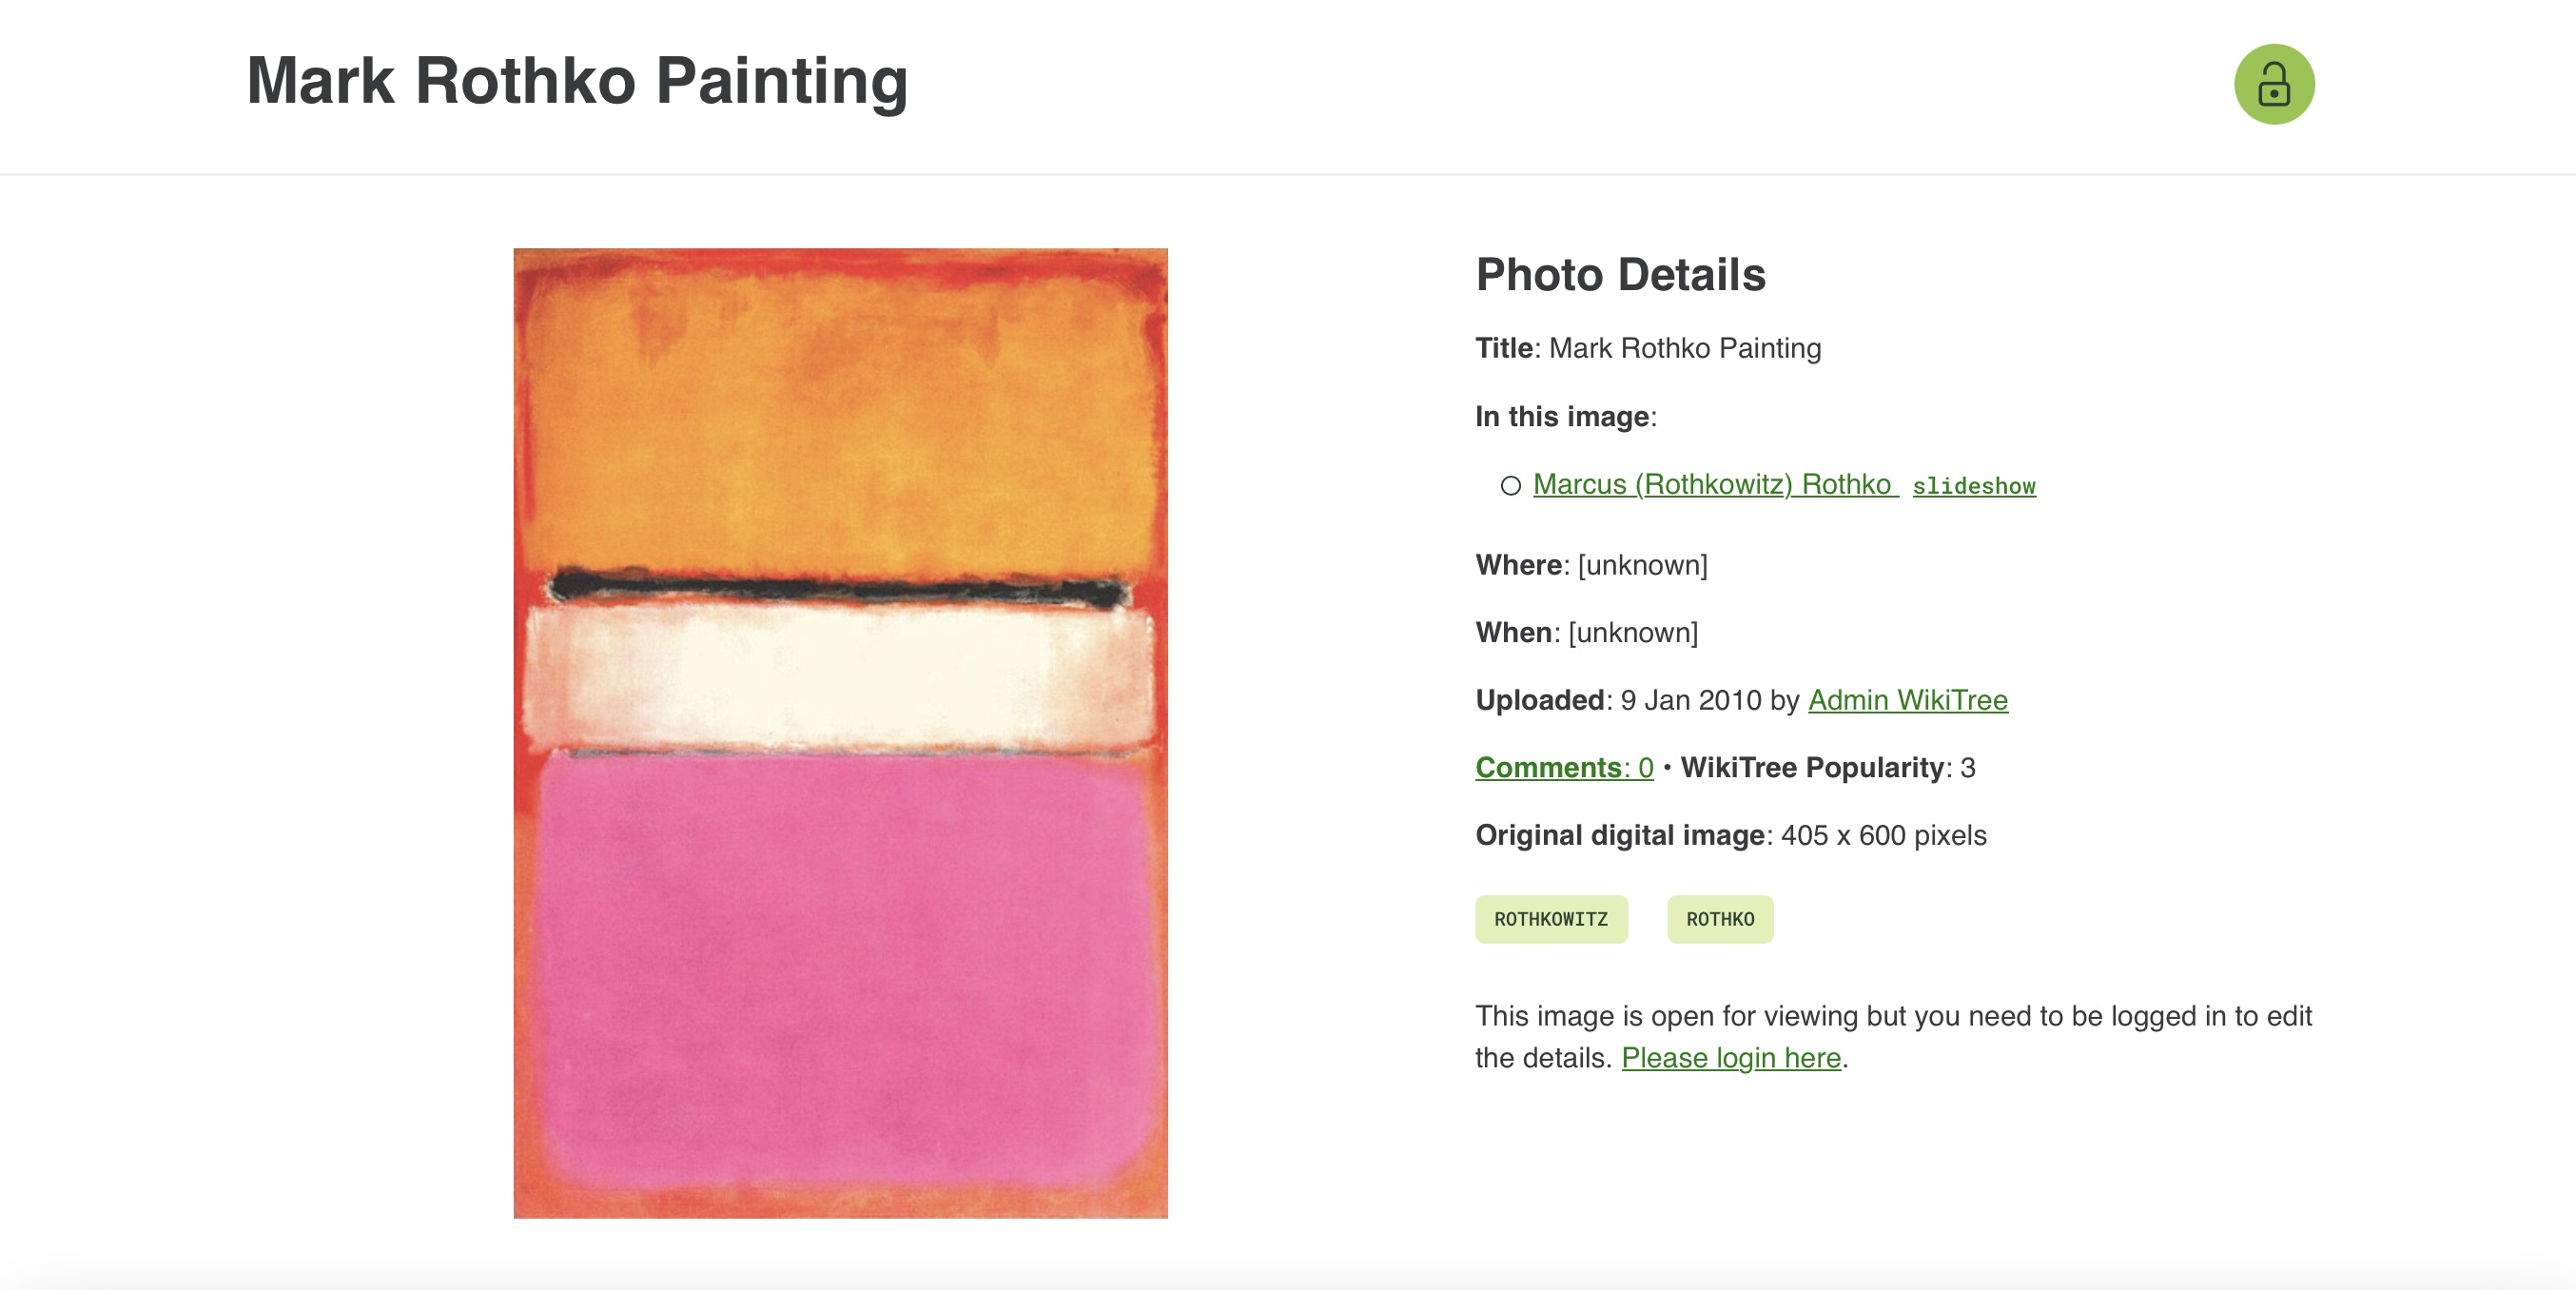 Mark Rothko Painting
Photo Details
Title: Mark Rothko Painting
In this image:
Marcus (Rothkowitz) Rothko slideshow
Where: [unknown]
When: [unknown]
Uploaded: 9 Jan 2010 by Admin WikiTree
Comments: 0 • WikiTree Popularity: 3
Original digital image: 405 x 600 pixels
ROTHKOWITZ ROTHKO
This image is open for viewing but you need to be logged in to edit
the details. Please login here.